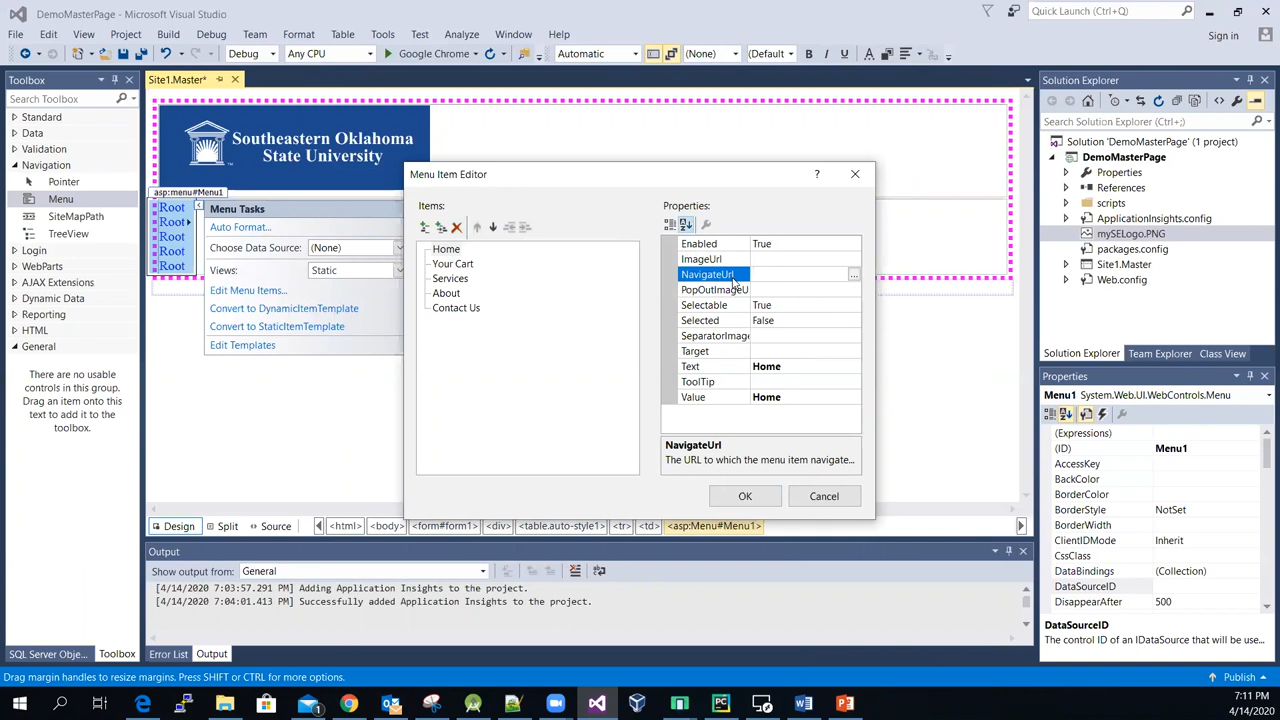 DemoMasterPage - Microsoft Visual Studio
Quick Launch (Ctrl+Q)
File Edit View Project Build Debug Team Format Table Tools Test Analyze Window Help
Sign in
Debug Any CPU Google Chrome Automatic (None) (Default B I U A
Toolbox
Search Toolbox
Standard
Data
Validation
Navigation
Pointer
Menu
SiteMapPath
TreeView
Login
WebParts
AJAX Extensions
Dynamic Data
Reporting
HTML
General
There are no usable
controls in this group.
Drag an item onto this
text to add it to the
toolbox.
SQL Server Obje... Toolbox
Site1.Master*
Southeastern Oklahoma
State University
asp:menu#Menu1
Root
Root
Root
Root
Root
Menu Tasks
Auto Format...
Choose Data Source: (None)
Views: Static
Edit Menu Items...
Convert to DynamicItemTemplate
Convert to StaticItemTemplate
Edit Templates
Menu Item Editor
? 
Items:
Home
Your Cart
Services
About
Contact Us
Properties:
Enabled True
ImageUrl
NavigateUrl ...
PopOutImageU
Selectable True
Selected False
SeparatorImage
Target
Text Home
ToolTip
Value Home
NavigateUrl
The URL to which the menu item navigate...
OK Cancel
Design Split Source <html> <body> <form#form1> <div> <table.auto-style1> <tr> <td> <asp:Menu#Menu1>
Output
Show output from: General
[4/14/2020 7:03:57.291 PM] Adding Application Insights to the project.
[4/14/2020 7:04:01.413 PM] Successfully added Application Insights to the project.
Error List Output
Solution Explorer
Search Solution Explorer (Ctrl+;)
Solution 'DemoMasterPage' (1 project)
DemoMasterPage
Properties
References
scripts
ApplicationInsights.config
mySELogo.PNG
packages.config
Site1.Master
Web.config
Solution Explorer Team Explorer Class View
Properties
Menu1 System.Web.UI.WebControls.Menu
(Expressions)
(ID) Menu1
AccessKey
BackColor
BorderColor
BorderStyle NotSet
BorderWidth
ClientIDMode Inherit
CssClass
DataBindings (Collection)
DataSourceID
DisappearAfter 500
DataSourceID
The control ID of an IDataSource that will be use...
Drag margin handles to resize margins. Press SHIFT or CTRL for more options.
Publish
7:11 PM
4/14/2020